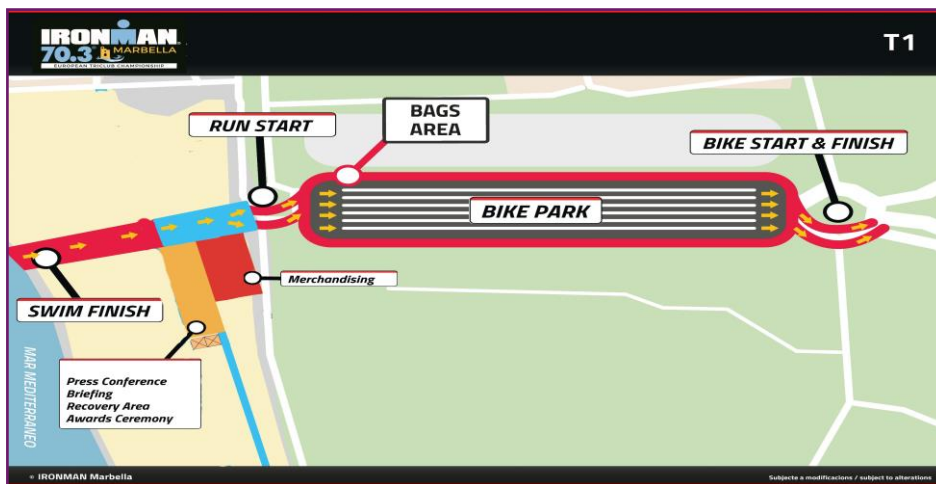 IRONMAN
70.3 MARBELLA
EUROPEAN TRICLUB CHAMPIONSHIP
T1
RUN START
BAGS
AREA
BIKE START & FINISH
BIKE PARK
Merchandising
SWIM FINISH
MAR MEDITERRANEO
Press Conference
Briefing
Recovery Area
Awards Ceremony
© IRONMAN Marbella
Subjecte a modificacions / subject to alterations